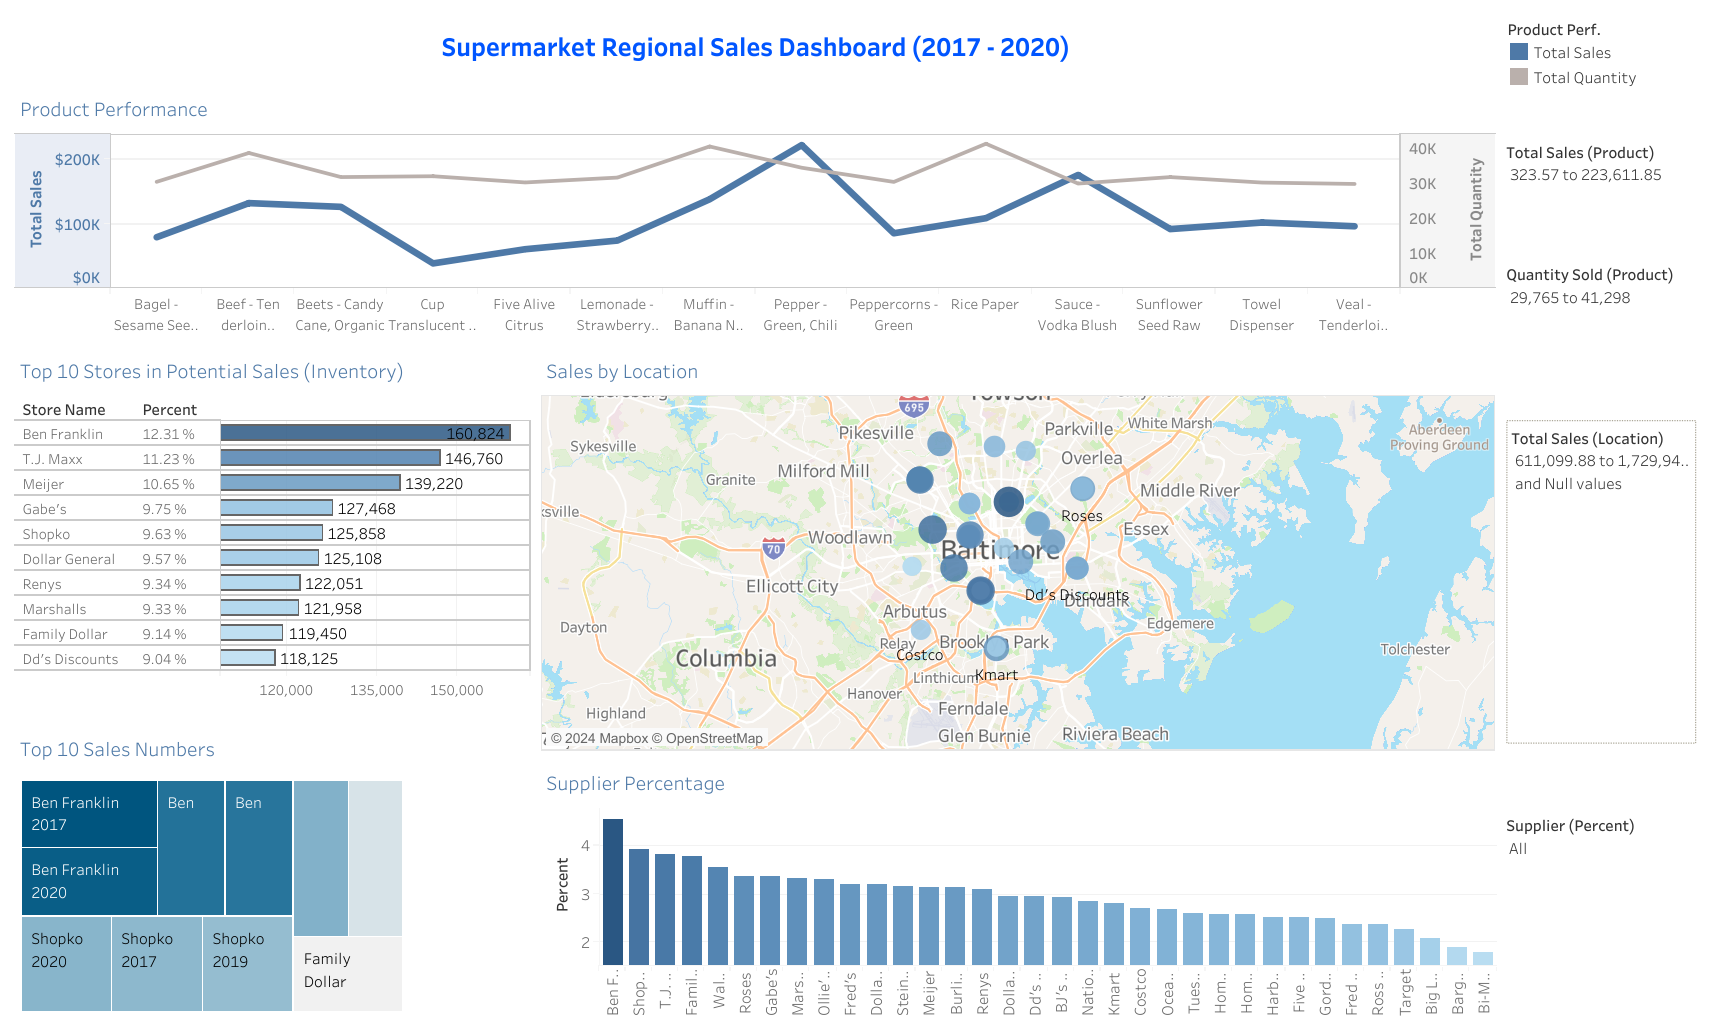 Supermarket Regional Sales Dashboard (2017 - 2020)
Product Perf.
Total Sales
Total Quantity
Product Performance
Total Sales
$200K
$100K
$0K
40K
30K
20K
10K
0K
Total Quantity
Bagel -
Sesame See..
Beef - Ten
derloin..
Beets - Candy
Cane, Organic
Cup
Translucent ..
Five Alive
Citrus
Lemonade -
Strawberry..
Muffin -
Banana N..
Pepper -
Green, Chili
Peppercorns -
Green
Rice Paper
Sauce -
Vodka Blush
Sunflower
Seed Raw
Towel
Dispenser
Veal -
Tenderloi..
Total Sales (Product)
323.57 to 223,611.85
Quantity Sold (Product)
29,765 to 41,298
Top 10 Stores in Potential Sales (Inventory)
Store Name Percent
Ben Franklin 12.31 % 160,824
T.J. Maxx 11.23 % 146,760
Meijer 10.65 % 139,220
Gabe's 9.75 % 127,468
Shopko 9.63 % 125,858
Dollar General 9.57 % 125,108
Renys 9.34 % 122,051
Marshalls 9.33 % 121,958
Family Dollar 9.14 % 119,450
Dd's Discounts 9.04 % 118,125
120,000 135,000 150,000
Sales by Location
Towson
695
Pikesville
Parkville
White Marsh
Aberdeen
Proving Ground
Sykesville
Overlea
Milford Mill
Granite
Middle River
Roses
Essex
Woodlawn
70
Baltimore
Ellicott City
Dd's Discounts
Dundalk
Arbutus
Edgemere
Dayton
Relay
Brooklyn Park
Costco
Columbia
Tolchester
Linthicum
Kmart
Hanover
Highland
Ferndale
Glen Burnie
Riviera Beach
© 2024 Mapbox © OpenStreetMap
Total Sales (Location)
611,099.88 to 1,729,94..
and Null values
Top 10 Sales Numbers
Ben Franklin
2017
Ben
Ben
Ben Franklin
2020
Shopko
2020
Shopko
2017
Shopko
2019
Family
Dollar
Supplier Percentage
Percent
4
3
2
Ben F..
Shop..
T.J. ..
Famil..
Wal..
Roses
Gabe's
Mars..
Ollie' ..
Fred's
Dolla..
Stein..
Meijer
Burli..
Renys
Dolla..
Dd's ..
BJ's ..
Natio..
Kmart
Costco
Ocea..
Tues..
Hom..
Hom..
Harb..
Five ..
Gord..
Fred ..
Ross ..
Target
Big L..
Barg..
Bi-M..
Supplier (Percent)
All